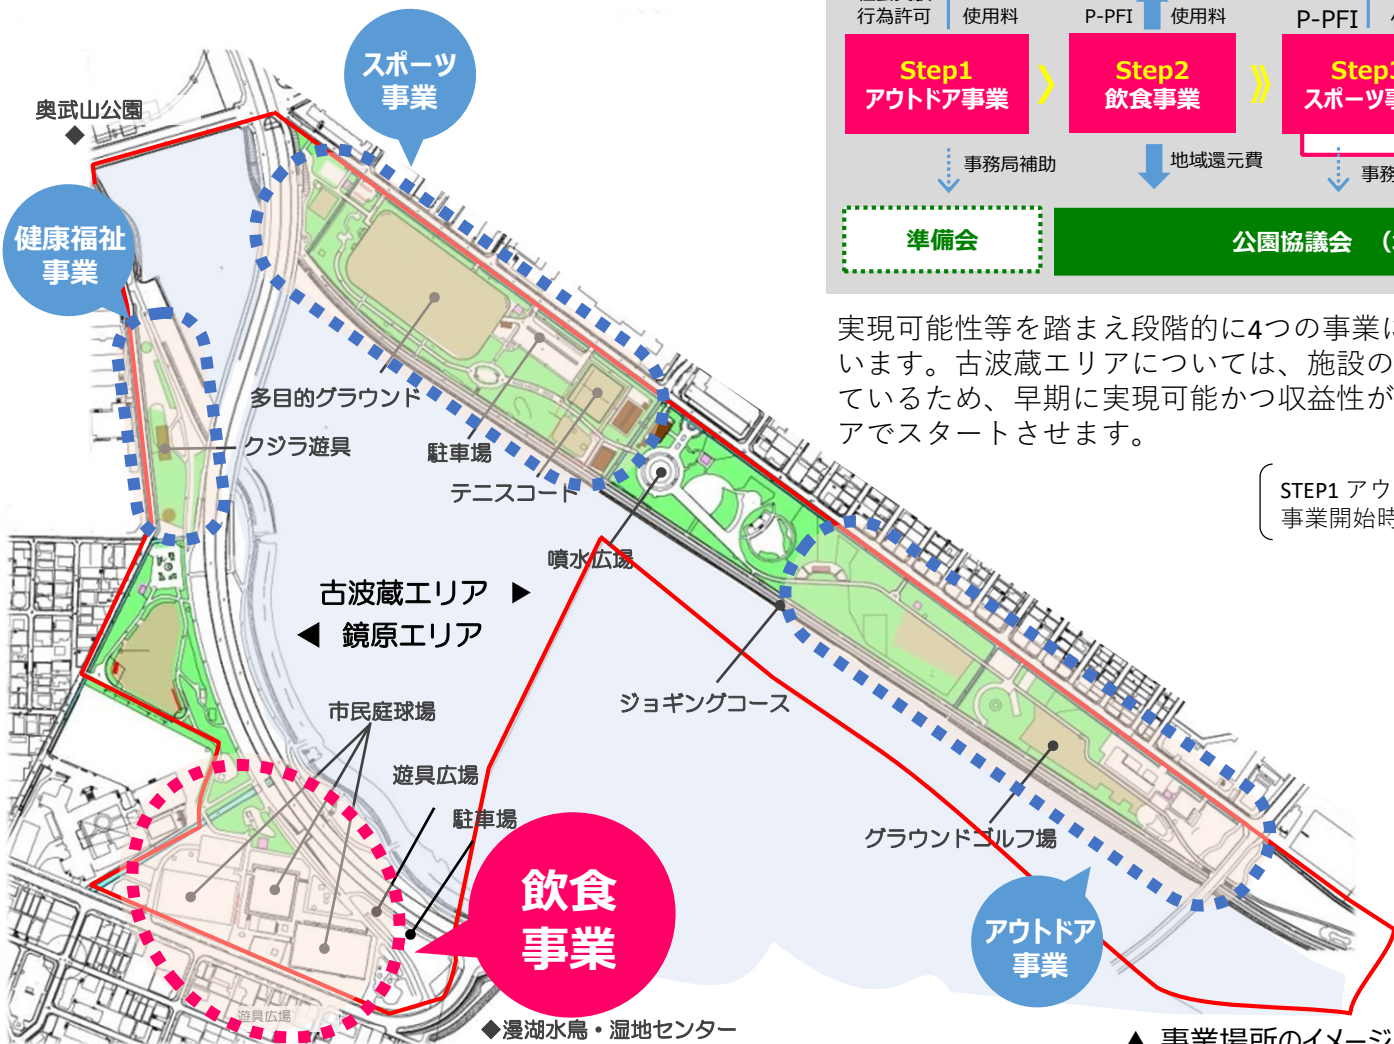 行為許可
使用料
P-PFI
使用料
P-PFI
Step1
アウトドア事業
Step2
飲食事業
事務局補助
地域還元費
準備会
公園協議会
スポーツ
事業
奥武山公園
健康福祉
事業
実現可能性等を踏まえ段階的に4つの事業に
います。古波蔵エリアについては、施設の
ているため、早期に実現可能かつ収益性が
アでスタートさせます。
STEP1 アウ
事業開始時
多目的グラウンド
クジラ遊具
駐車場
テニスコート
噴水広場
古波蔵エリア ▶
◀ 鏡原エリア
ジョギングコース
市民庭球場
遊具広場
駐車場
グラウンドゴルフ場
飲食
事業
アウトドア
事業
遊具広場
◆漫湖水鳥・湿地センター
▲ 事業場所のイメージ